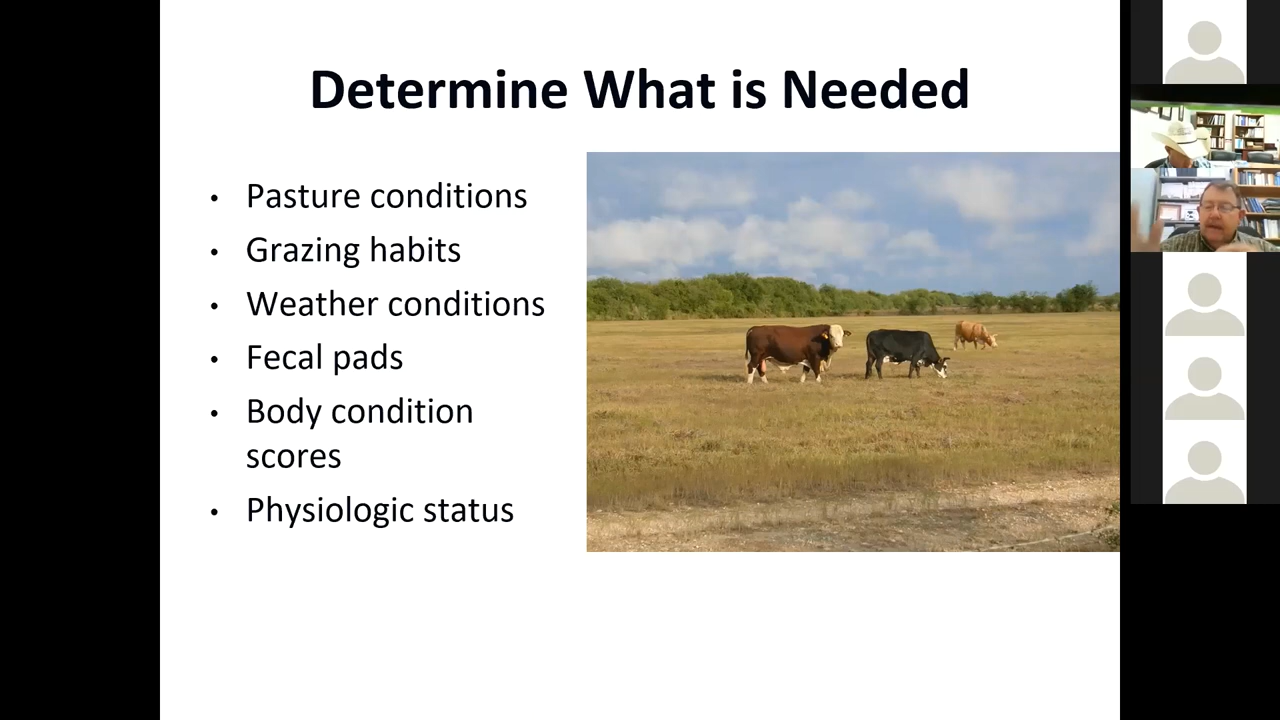 Determine What is Needed
• Pasture conditions
• Grazing habits
• Weather conditions
• Fecal pads
• Body condition
scores
• Physiologic status